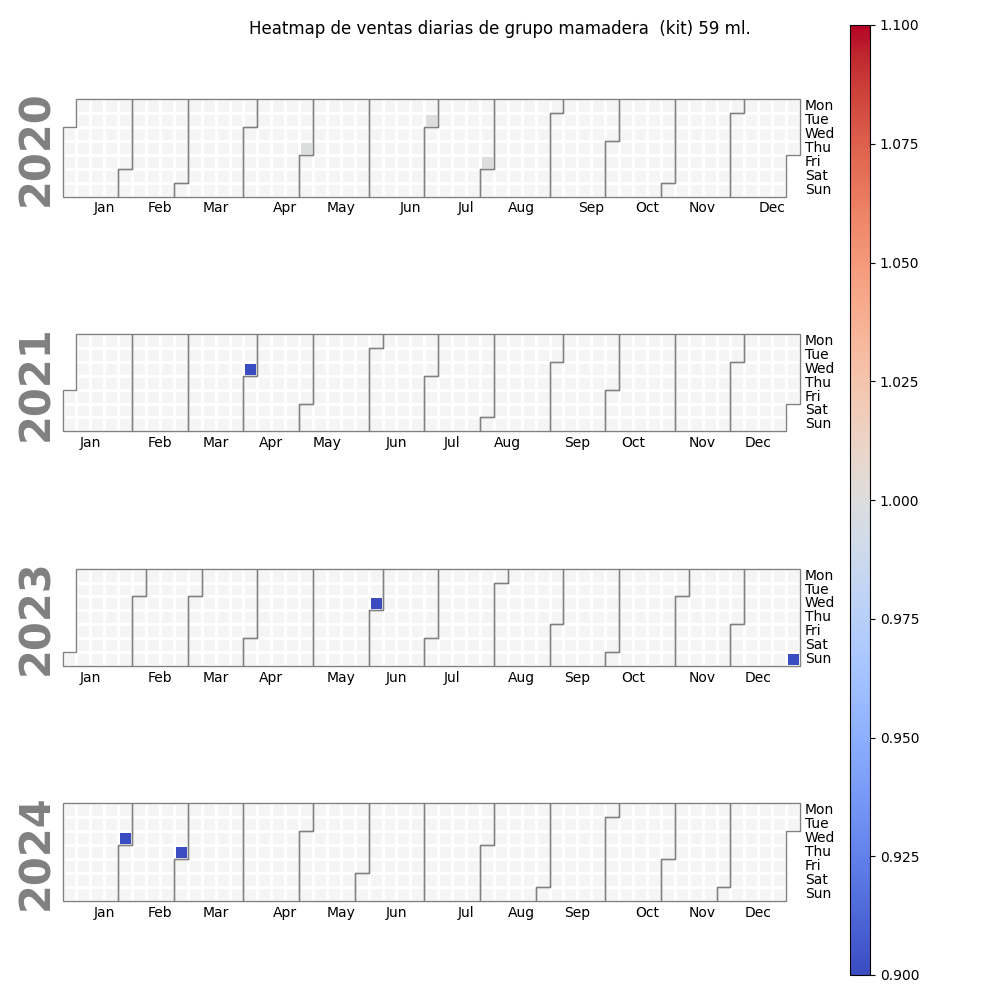 Heatmap de ventas diarias de grupo mamadera  (kit) 59 ml.
2020
Mon
Tue
Wed
Thu
Fri
Sat
Sun
Jan Feb Mar Apr May Jun Jul Aug Sep Oct Nov Dec
2021
Mon
Tue
Wed
Thu
Fri
Sat
Sun
Jan Feb Mar Apr May Jun Jul Aug Sep Oct Nov Dec
2023
Mon
Tue
Wed
Thu
Fri
Sat
Sun
Jan Feb Mar Apr May Jun Jul Aug Sep Oct Nov Dec
2024
Mon
Tue
Wed
Thu
Fri
Sat
Sun
Jan Feb Mar Apr May Jun Jul Aug Sep Oct Nov Dec
1.100
1.075
1.050
1.025
1.000
0.975
0.950
0.925
0.900